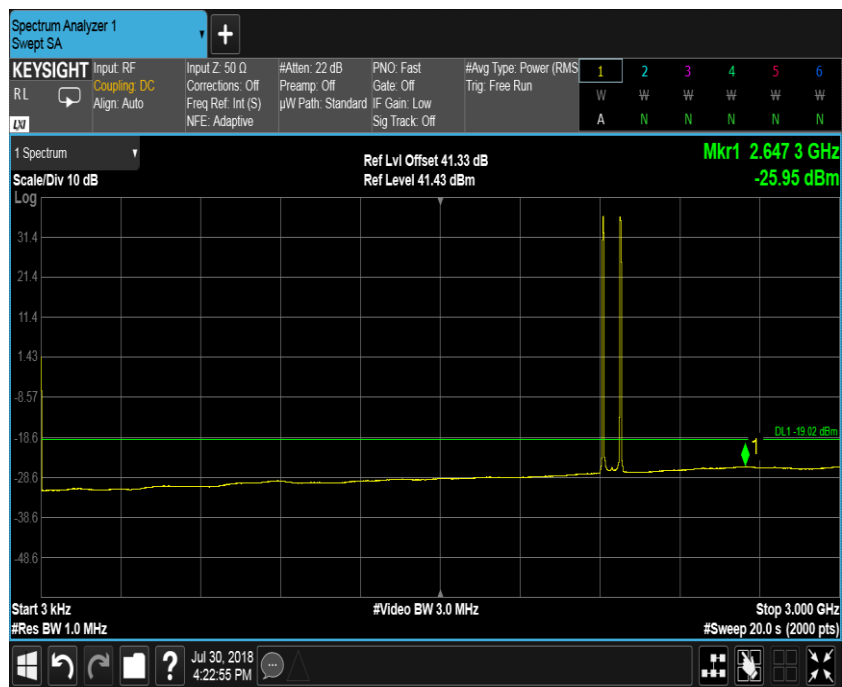 Spectrum Analyzer 1
Swept SA
+
KEYSIGHT
RL
LXI
Input: RF
Coupling: DC
Align: Auto
Input Z: 50 Ω
Corrections: Off
Freq Ref: Int (S)
NFE: Adaptive
#Atten: 22 dB
Preamp: Off
µW Path: Standard
PNO: Fast
Gate: Off
IF Gain: Low
Sig Track: Off
#Avg Type: Power (RMS
Trig: Free Run
1 2 3 4 5 6
W W W W W W
A N N N N N
1 Spectrum
Scale/Div 10 dB
Ref Lvl Offset 41.33 dB
Ref Level 41.43 dBm
Mkr1 2.647 3 GHz
-25.95 dBm
Log
31.4
21.4
11.4
1.43
-8.57
-18.6
DL1 -19.02 dBm
1
-28.6
-38.6
-48.6
Start 3 kHz
#Video BW 3.0 MHz
Stop 3.000 GHz
#Res BW 1.0 MHz
#Sweep 20.0 s (2000 pts)
?
Jul 30, 2018
4:22:55 PM